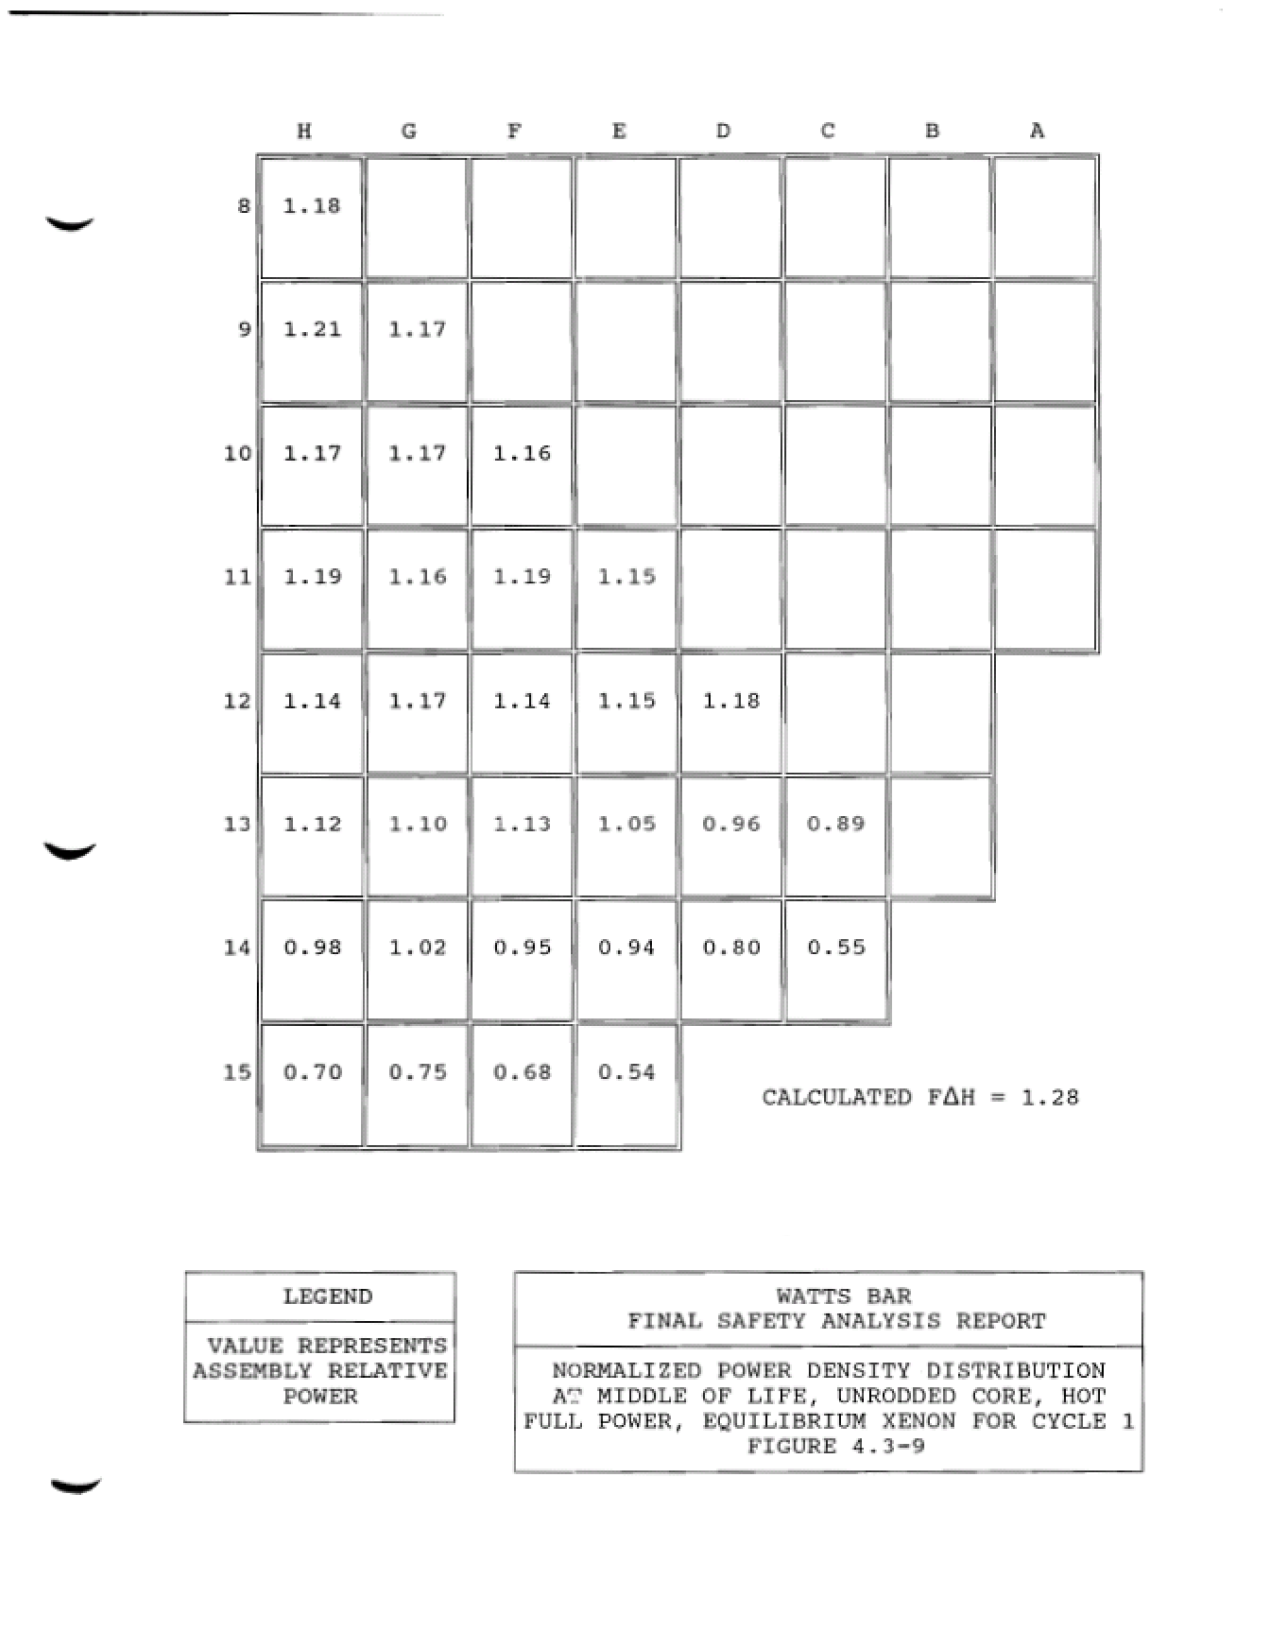 H G F E D C B A
8 1.18
9 1.21 1.17
10 1.17 1.17 1.16
11 1.19 1.16 1.19 1.15
12 1.14 1.17 1.14 1.15 1.18
13 1.12 1.10 1.13 1.05 0.96 0.89
14 0.98 1.02 0.95 0.94 0.80 0.55
15 0.70 0.75 0.68 0.54
CALCULATED FΔH = 1.28
LEGEND
VALUE REPRESENTS
ASSEMBLY RELATIVE
POWER
WATTS BAR
FINAL SAFETY ANALYSIS REPORT
NORMALIZED POWER DENSITY DISTRIBUTION
AT MIDDLE OF LIFE, UNRODDED CORE, HOT
FULL POWER, EQUILIBRIUM XENON FOR CYCLE 1
FIGURE 4.3-9